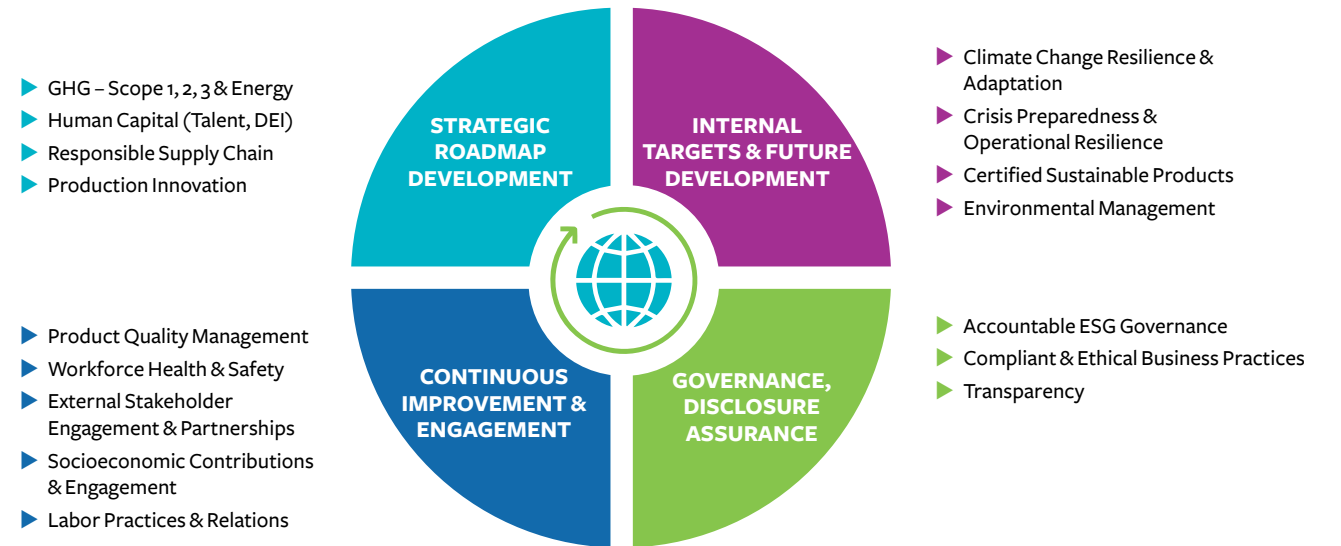 GHG – Scope 1, 2, 3 & Energy
Human Capital (Talent, DEI)
Responsible Supply Chain
Production Innovation
STRATEGIC
ROADMAP
DEVELOPMENT
INTERNAL
TARGETS & FUTURE
DEVELOPMENT
Climate Change Resilience &
Adaptation
Crisis Preparedness &
Operational Resilience
Certified Sustainable Products
Environmental Management
Product Quality Management
Workforce Health & Safety
External Stakeholder
Engagement & Partnerships
Socioeconomic Contributions
& Engagement
Labor Practices & Relations
CONTINUOUS
IMPROVEMENT &
ENGAGEMENT
GOVERNANCE,
DISCLOSURE
ASSURANCE
Accountable ESG Governance
Compliant & Ethical Business Practices
Transparency